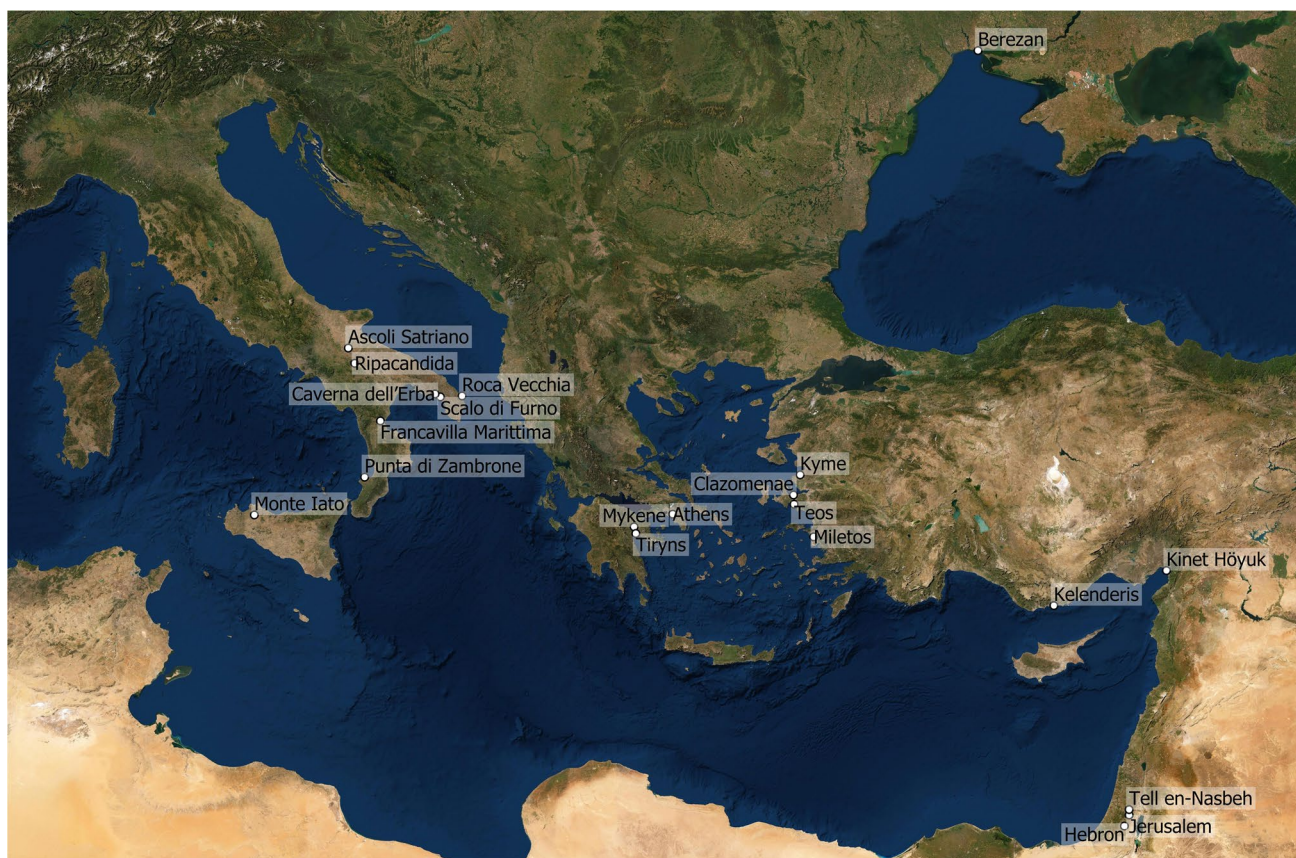 Berezan
Ascoli Satriano
Ripacandida
Caverna dell'Erba
Roca Vecchia
Scalo di Furno
Francavilla Marittima
Punta di Zambrone
Monte Iato
Kyme
Clazomenae
Teos
Mykene
Athens
Tiryns
Miletos
Kinet Höyuk
Kelenderis
Tell en-Nasbeh
Jerusalem
Hebron